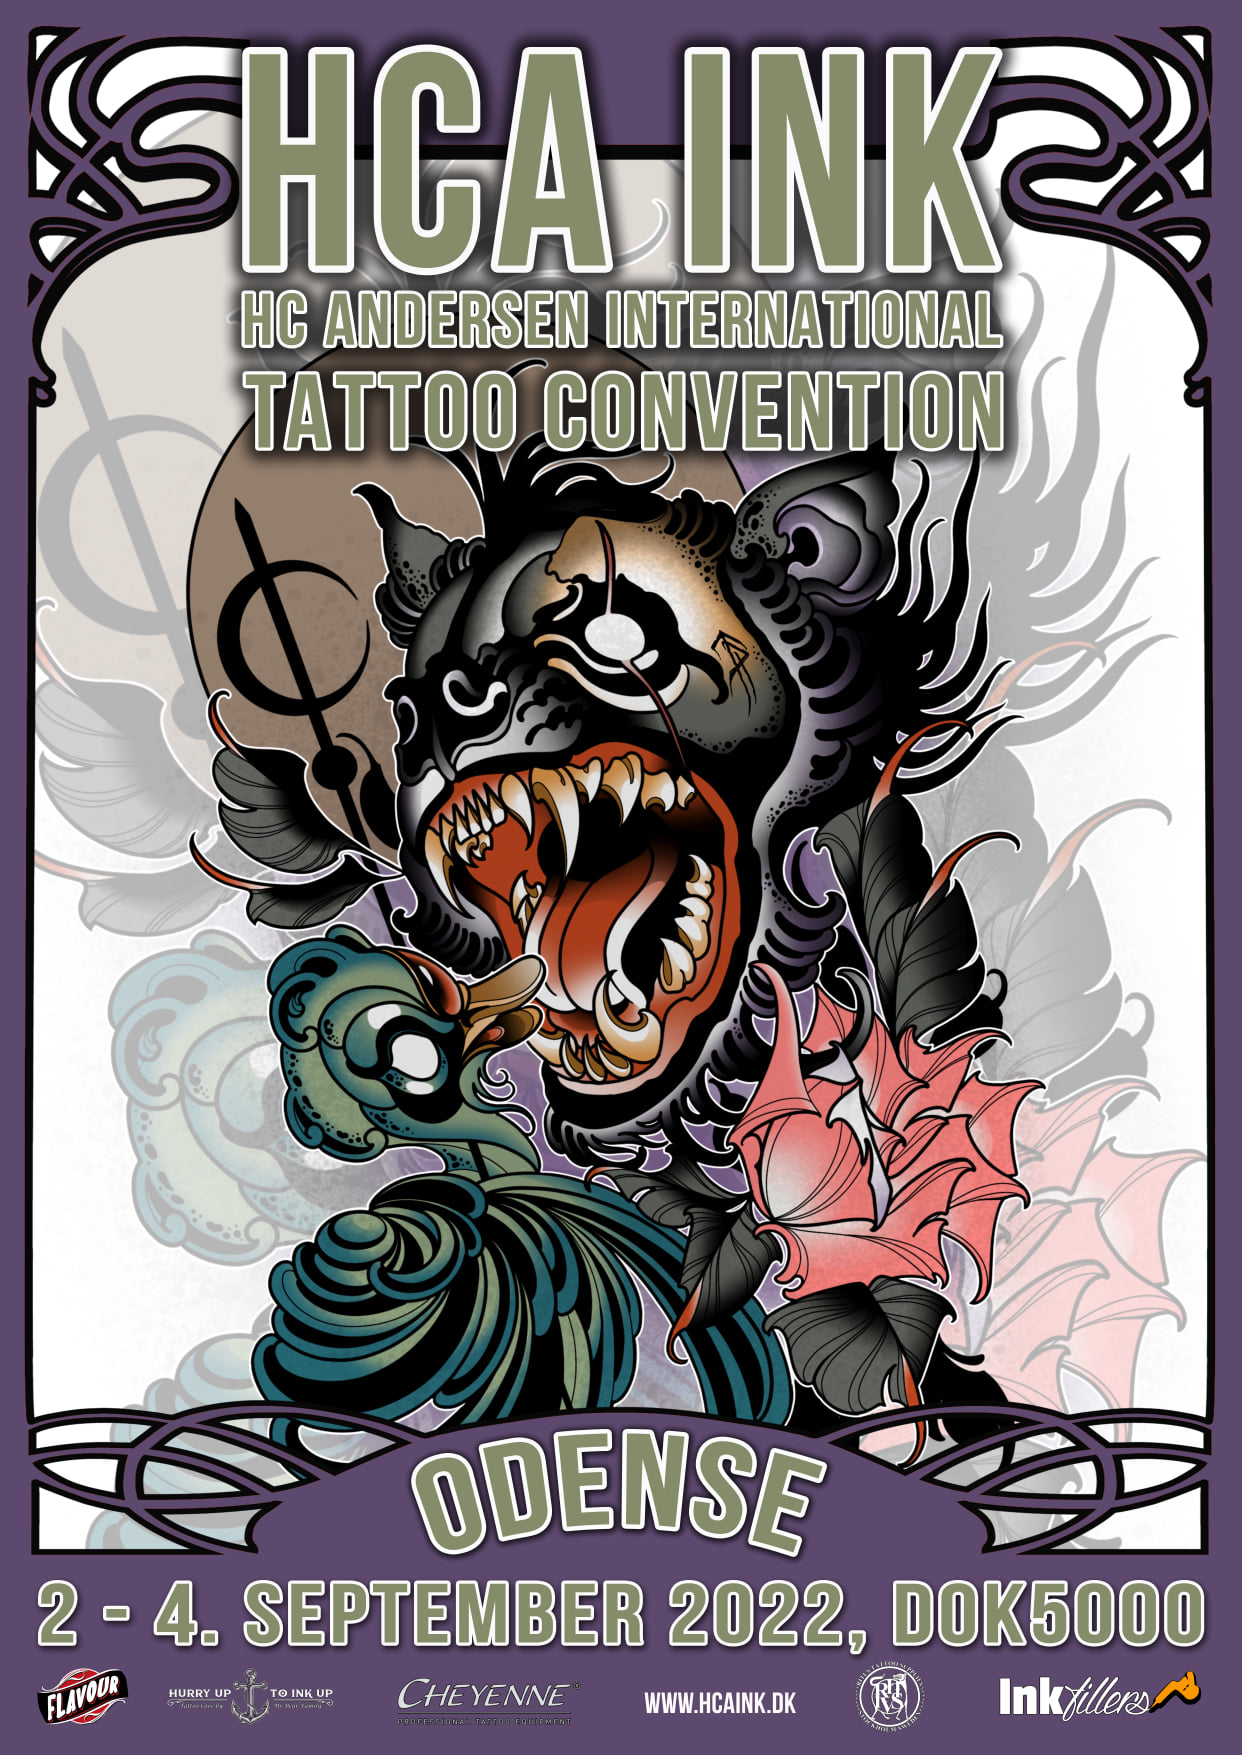 HCA INK
HC ANDERSEN INTERNATIONAL
TATTOO CONVENTION
ODENSE
2 - 4. SEPTEMBER 2022, DOK5000
FLAVOUR
HURRY UP TO INK UP
CHEYENNE®
PROFESSIONAL TATTOO EQUIPMENT
WWW.HCAINK.DK
Inkfillers